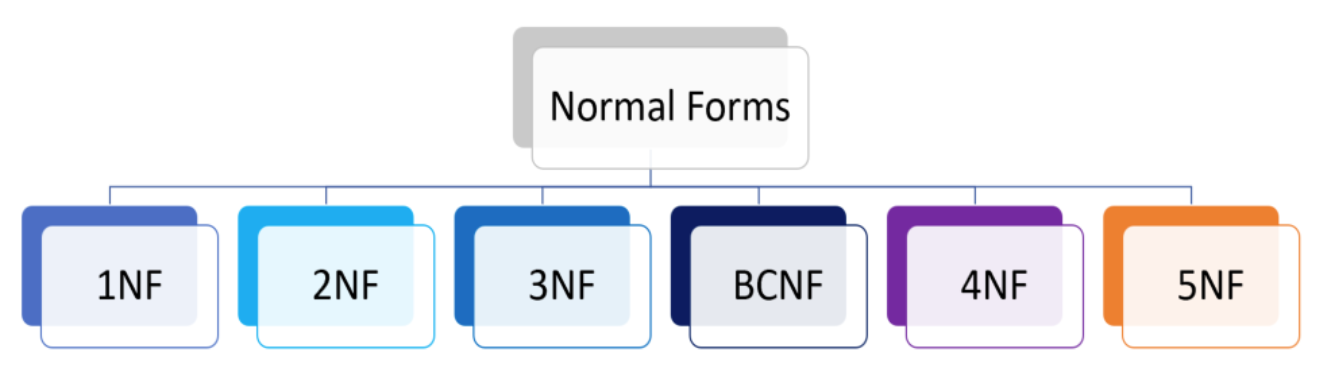 Normal Forms
1NF
2NF
3NF
BCNF
4NF
5NF